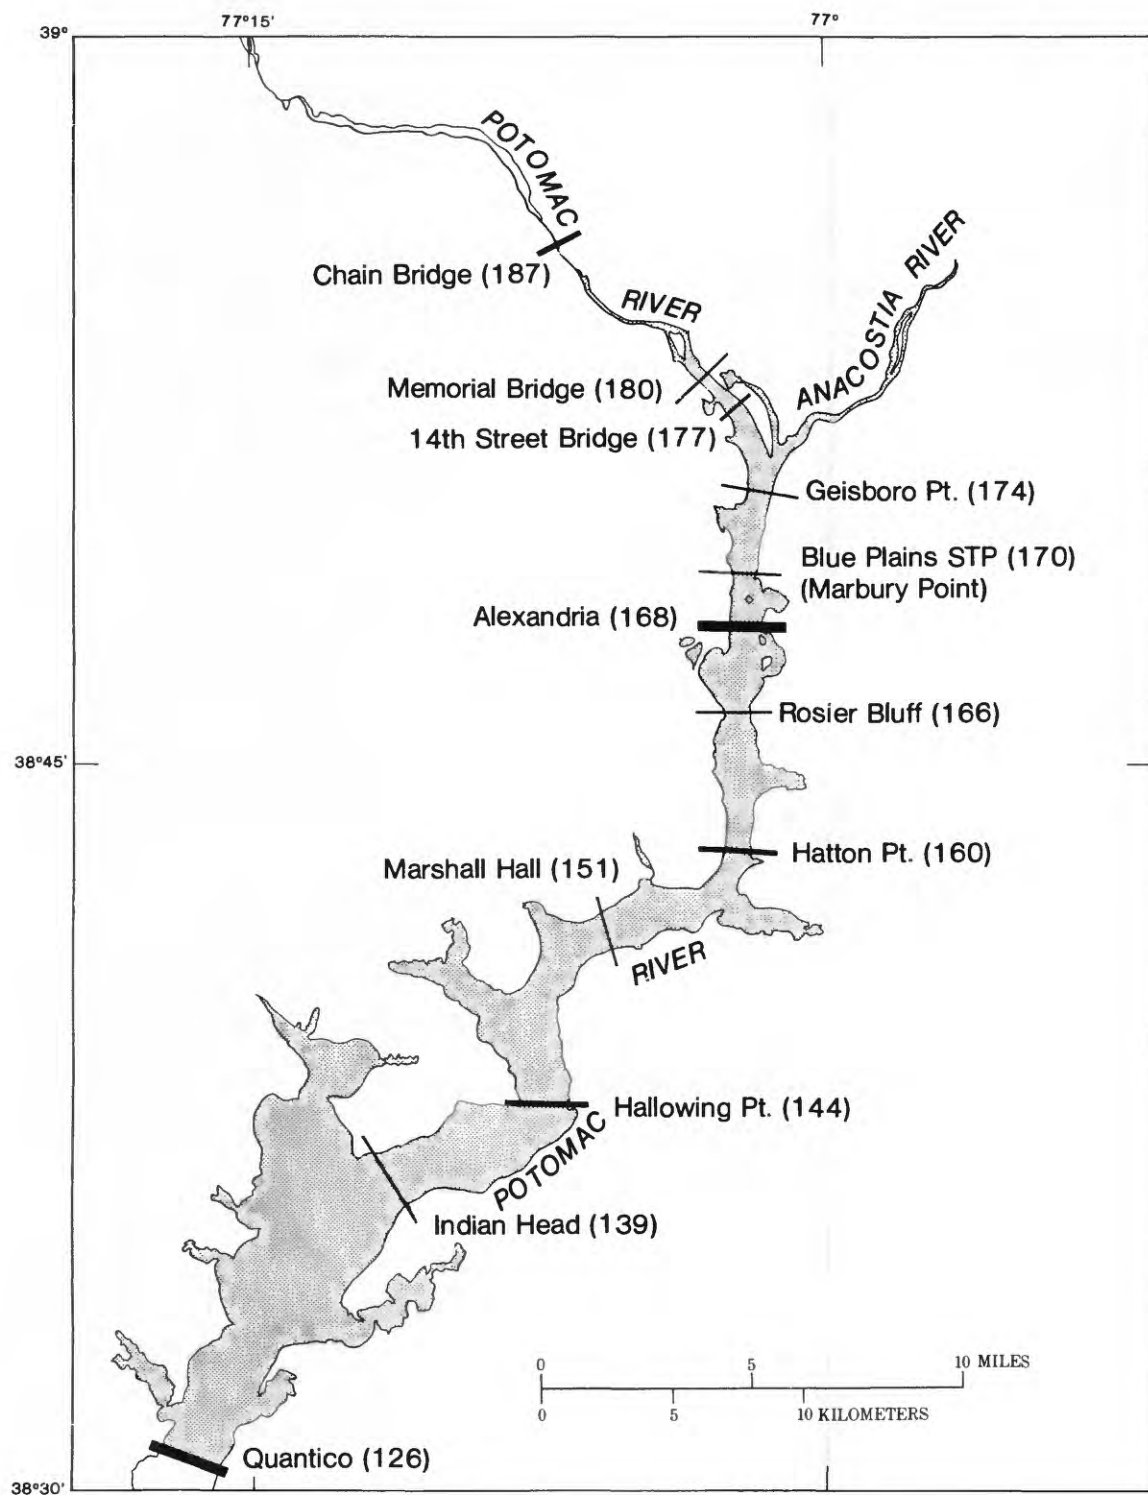 77°15'
77°
39°
POTOMAC
RIVER
ANACOSTIA RIVER
Chain Bridge (187)
Memorial Bridge (180)
14th Street Bridge (177)
Geisboro Pt. (174)
Blue Plains STP (170)
(Marbury Point)
Alexandria (168)
Rosier Bluff (166)
38°45'
Hatton Pt. (160)
Marshall Hall (151)
RIVER
Hallowing Pt. (144)
POTOMAC
Indian Head (139)
0 5 10 MILES
0 5 10 KILOMETERS
Quantico (126)
38°30'